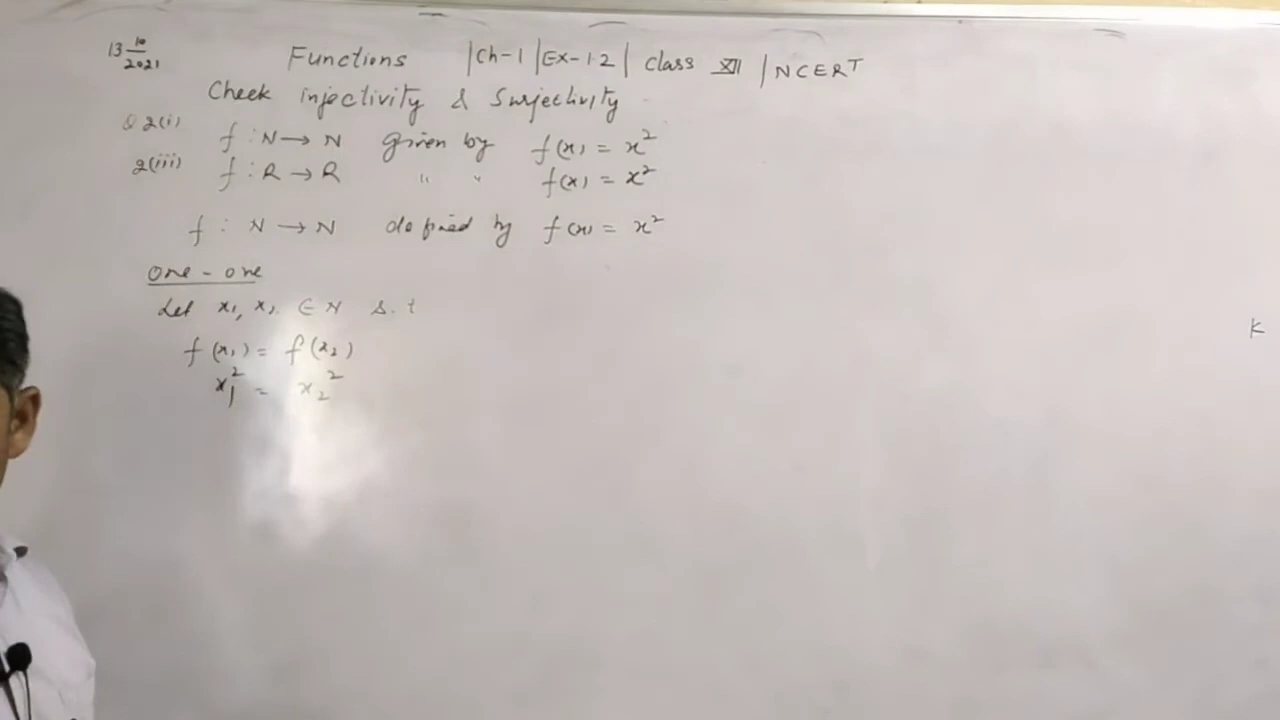 13 10/2021 Functions |Ch-1|Ex-1.2| class XII |NCERT
Check injectivity & Surjectivity
Q 2(i) f : N → N given by f(x) = x²
2(iii) f : R → R " " f(x) = x²
f : N → N defined by f(x) = x²
One - one
Let x₁, x₂ ∈ N s.t
f(x₁) = f(x₂)
x₁² = x₂²
K